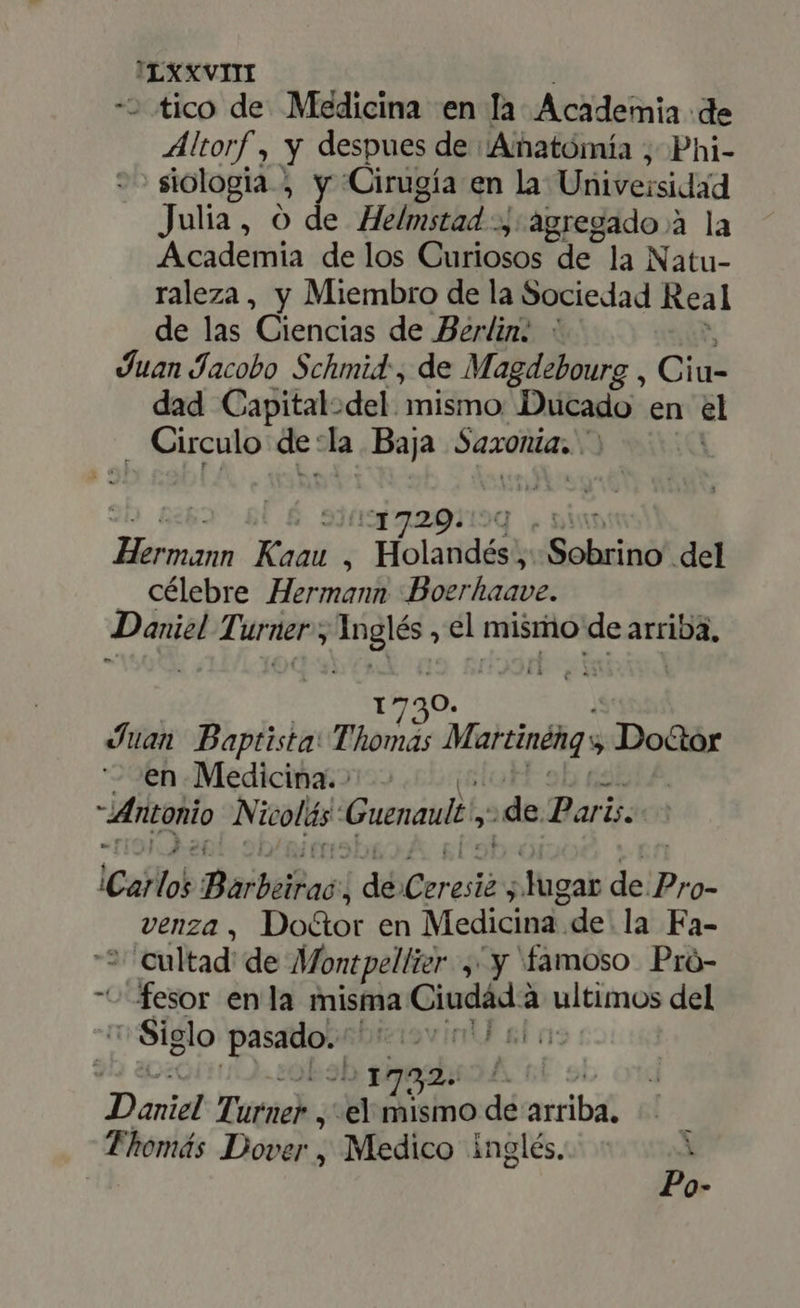 LXXVIII
tico de Medicina en la Academia de
Altorf, y despues de Anatómía, Phi-
siologia, y Cirugía en la Universidad
Julia, ò de Helmstad; agregado à la
Academia de los Curiosos de la Natu-
raleza, y Miembro de la Sociedad Real
de las Ciencias de Berlin.
Juan Jacobo Schmid, de Magdebourg, Ciu-
dad Capital del mismo Ducado en el
Circulo de la Baja Saxonia.
1729.
Hermann Kaau, Holandés, Sobrino del
célebre Hermann Boerhaave.
Daniel Turner, Inglés, el mismo de arriba.
1730.
Juan Baptista Thomas Martinenq, Doctor
en Medicina.
Antonio Nicolás Guenault, de Paris.
Carlos Barbeirac, de Ceresie, lugar de Pro-
venza, Doctor en Medicina de la Fa-
cultad de Montpellier, y famoso Prò-
fesor en la misma Ciudad à ultimos del
Siglo pasado.
1732.
Daniel Turner, el mismo de arriba.
Thomás Dover, Medico inglés.
Po-